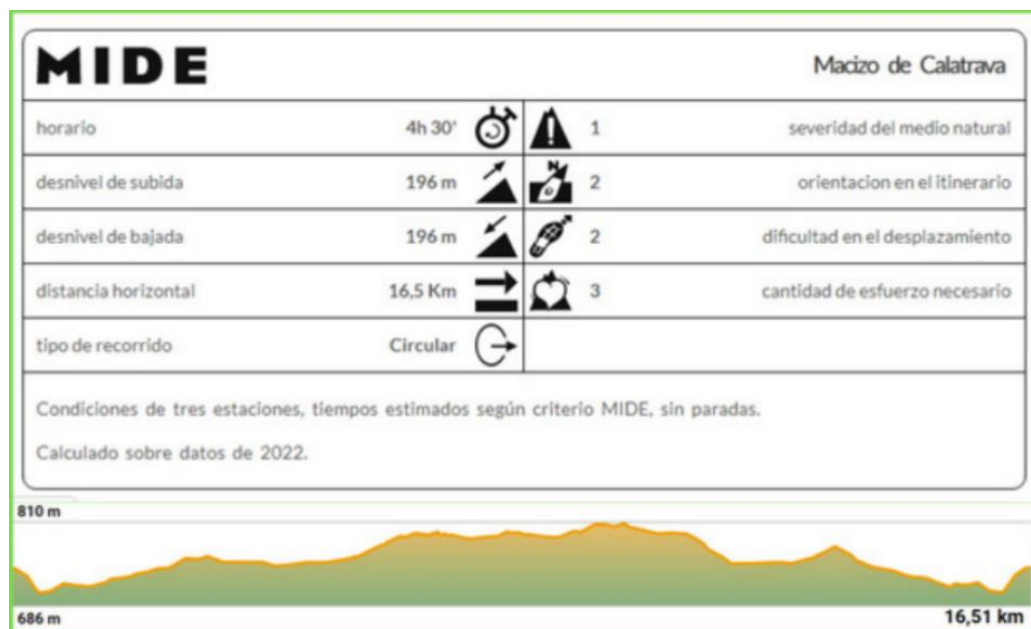 MIDE
Macizo de Calatrava
horario 4h 30' 1 severidad del medio natural
desnivel de subida 196 m N 2 orientacion en el itinerario
desnivel de bajada 196 m 2 dificultad en el desplazamiento
distancia horizontal 16,5 Km 3 cantidad de esfuerzo necesario
tipo de recorrido Circular
Condiciones de tres estaciones, tiempos estimados según criterio MIDE, sin paradas.
Calculado sobre datos de 2022.
810 m
686 m 16,51 km